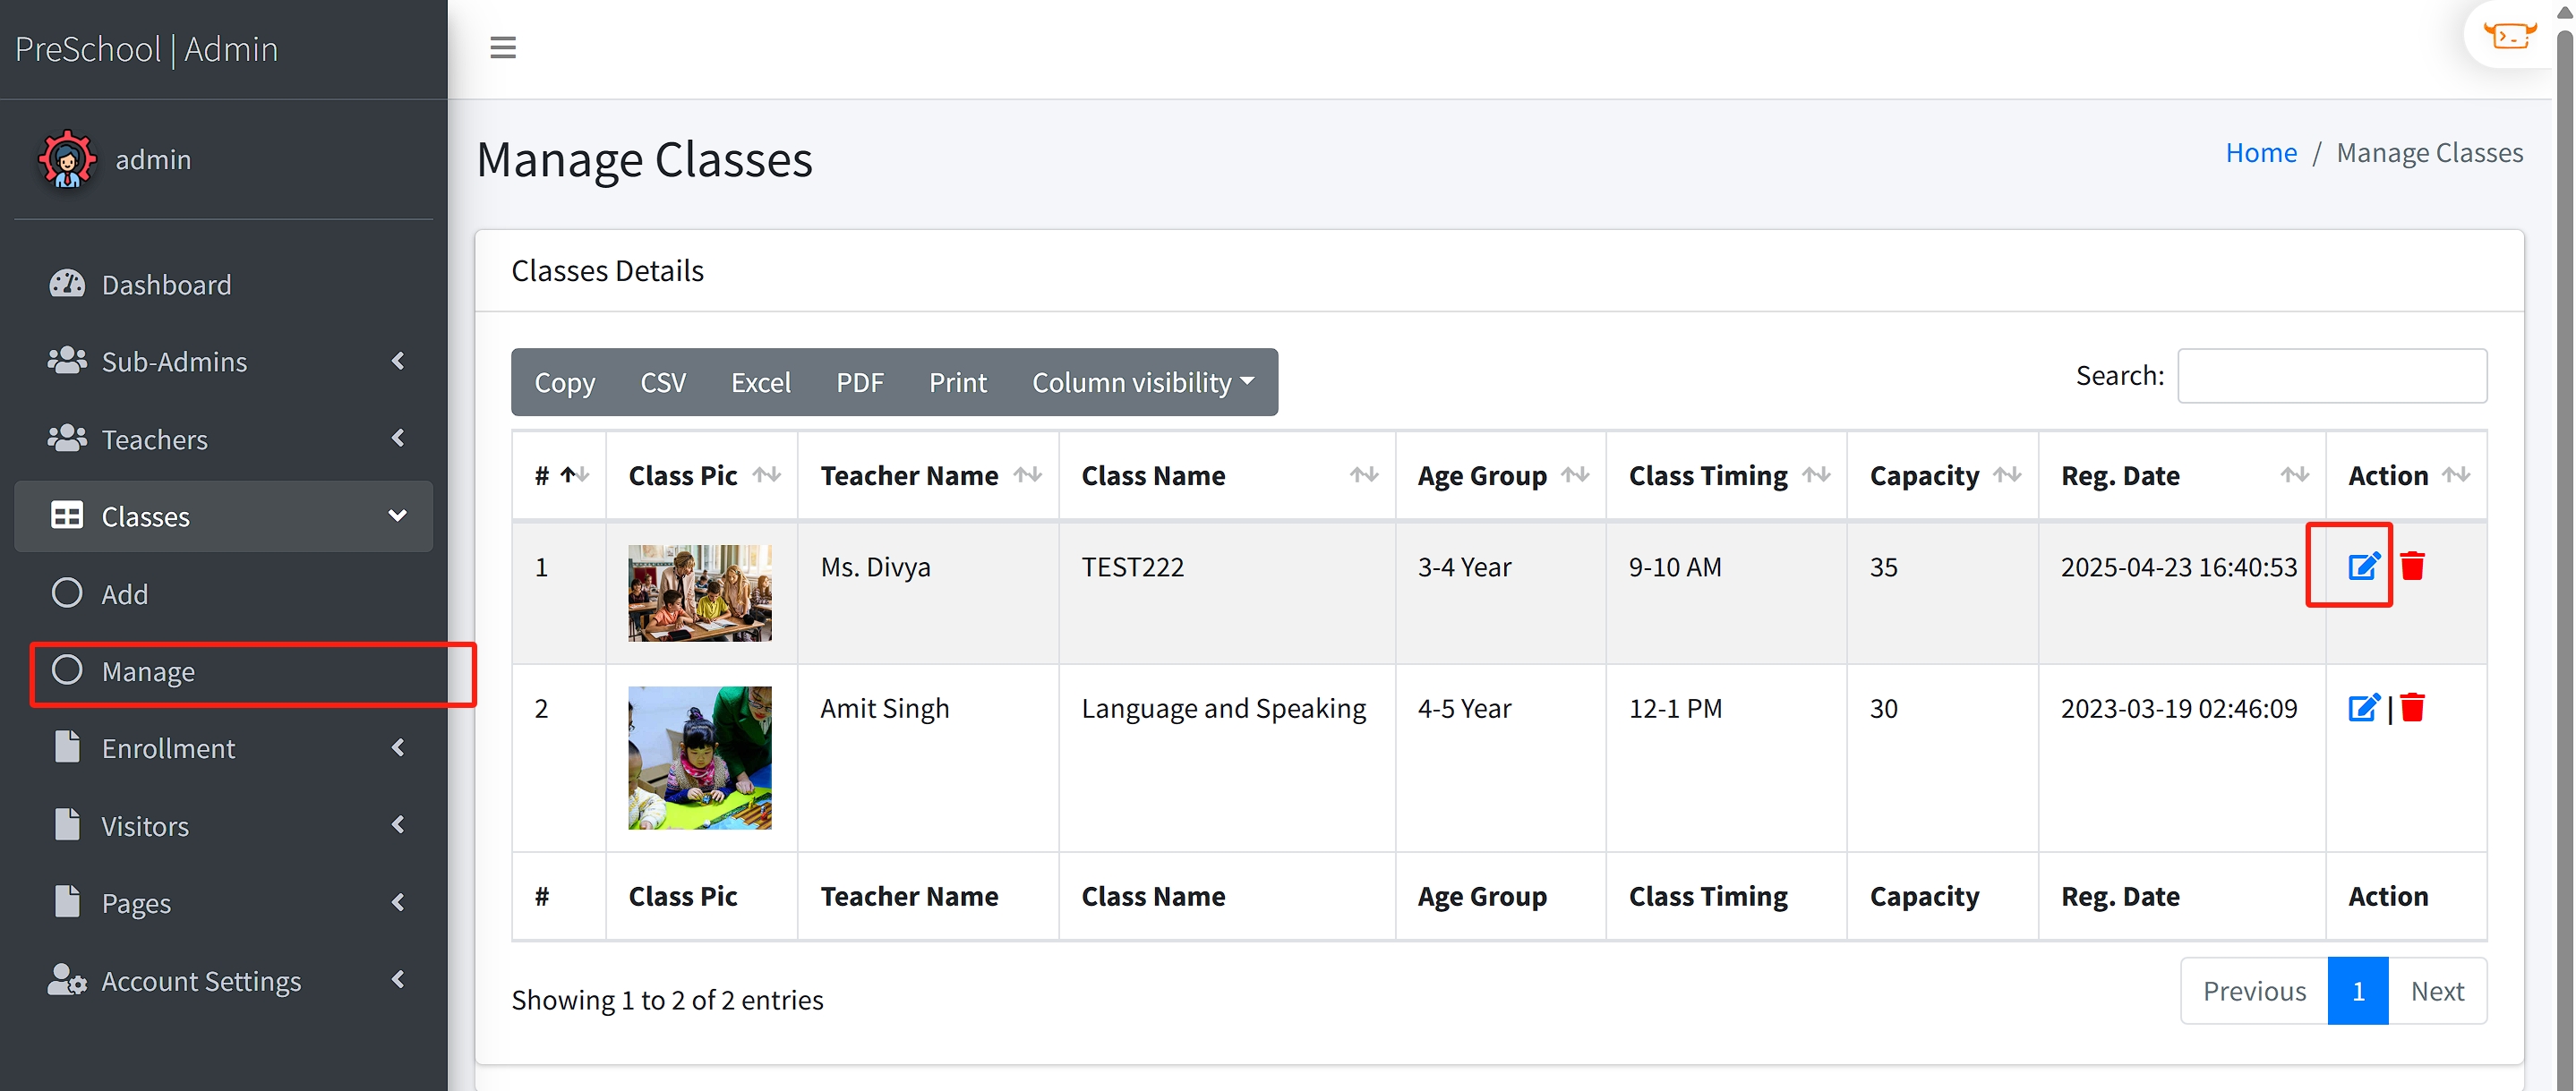 PreSchool | Admin
admin
Dashboard
Sub-Admins
Teachers
Classes
Add
Manage
Enrollment
Visitors
Pages
Account Settings
Manage Classes
Home / Manage Classes
Classes Details
Copy CSV Excel PDF Print Column visibility
Search:
# Class Pic Teacher Name Class Name Age Group Class Timing Capacity Reg. Date Action
1 Ms. Divya TEST222 3-4 Year 9-10 AM 35 2025-04-23 16:40:53
2 Amit Singh Language and Speaking 4-5 Year 12-1 PM 30 2023-03-19 02:46:09 |
# Class Pic Teacher Name Class Name Age Group Class Timing Capacity Reg. Date Action
Showing 1 to 2 of 2 entries
Previous 1 Next